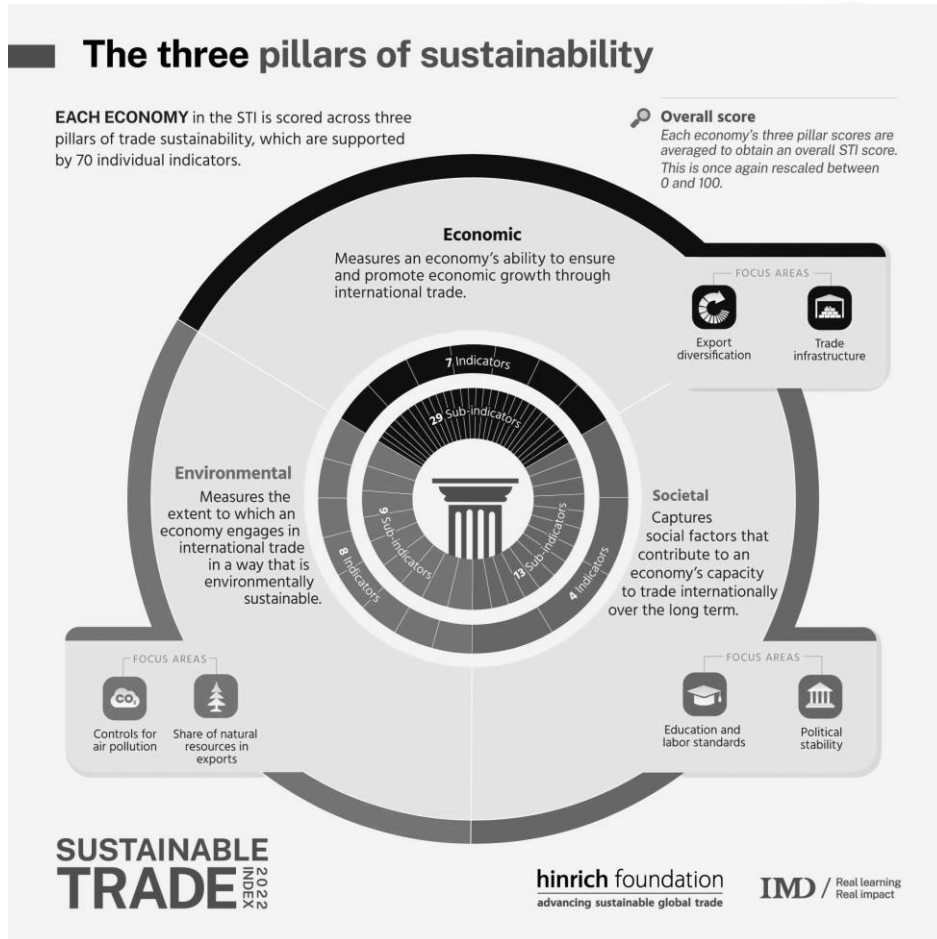 The three pillars of sustainability
EACH ECONOMY in the STI is scored across three
pillars of trade sustainability, which are supported
by 70 individual indicators.
Overall score
Each economy's three pillar scores are
averaged to obtain an overall STI score.
This is once again rescaled between
0 and 100.
Economic
Measures an economy's ability to ensure
and promote economic growth through
international trade.
FOCUS AREAS
Export
diversification
Trade
infrastructure
7 Indicators
29 Sub-indicators
Environmental
Measures the
extent to which an
economy engages in
international trade
in a way that is
environmentally
sustainable.
9 Sub-indicators
8 Indicators
13 Sub-indicators
4 Indicators
Societal
Captures
social factors that
contribute to an
economy's capacity
to trade internationally
over the long term.
FOCUS AREAS
CO₂
Controls for
air pollution
Share of natural
resources in
exports
FOCUS AREAS
Education and
labor standards
Political
stability
SUSTAINABLE
TRADE
INDEX
2022
hinrich foundation
advancing sustainable global trade
IMD / Real learning
Real impact